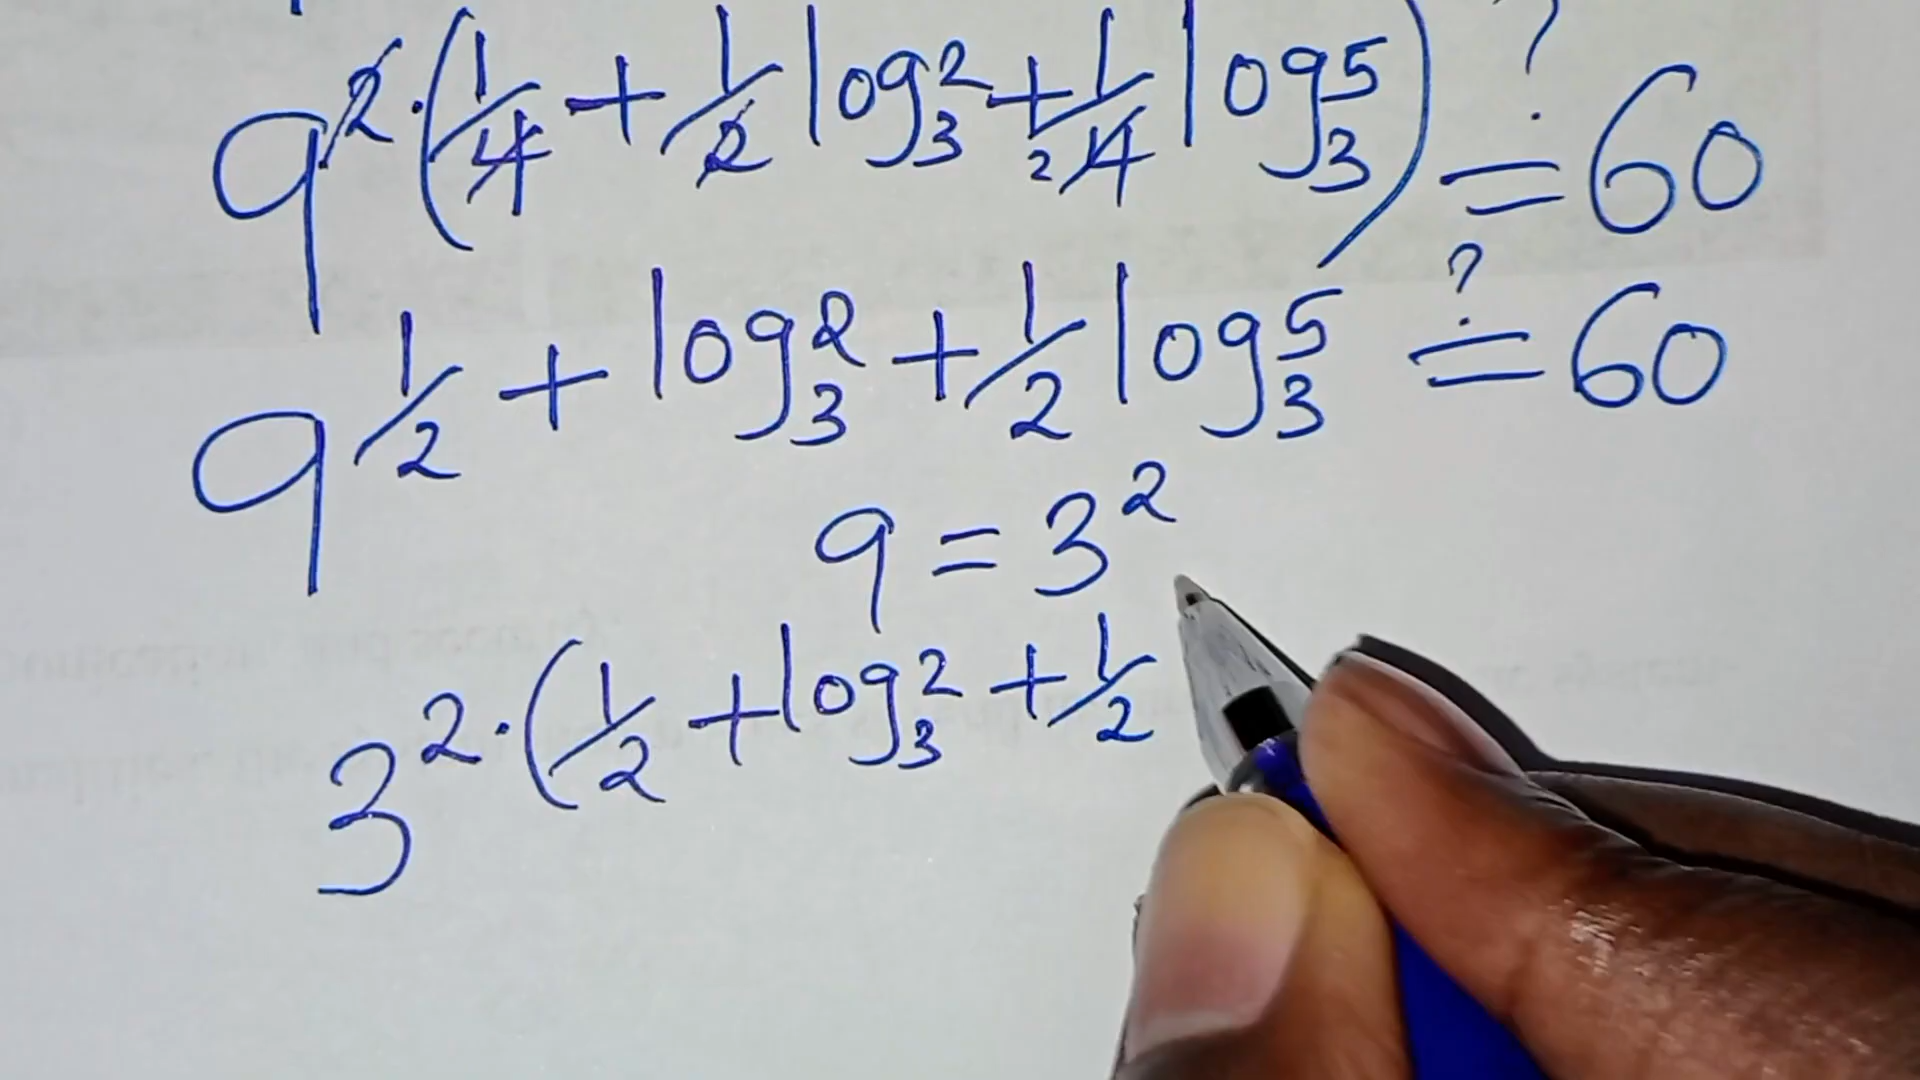 9^2·(1/4 + 1/2 log_3 2 + 1/4 2 log_3 5) ?= 60
9^1/2 + log_3 2 + 1/2 log_3 5 ?= 60
9 = 3^2
3^2·(1/2 + log_3 2 + 1/2